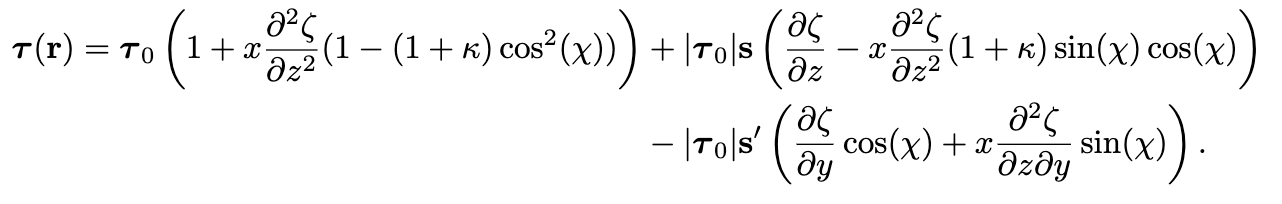 𝝉(𝐫) = 𝝉₀ (1 + x ∂²ζ/∂z² (1 − (1 + κ) cos²(χ))) + |𝝉₀|𝐬 (∂ζ/∂z − x ∂²ζ/∂z² (1 + κ) sin(χ) cos(χ))
− |𝝉₀|𝐬′ (∂ζ/∂y cos(χ) + x ∂²ζ/∂z∂y sin(χ)) .